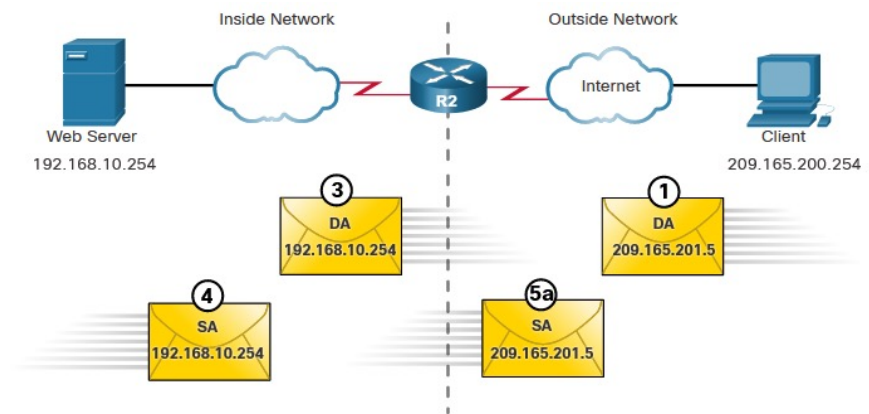 Inside Network
Outside Network
R2
Internet
Web Server
192.168.10.254
Client
209.165.200.254
3
DA
192.168.10.254
1
DA
209.165.201.5
4
SA
192.168.10.254
5a
SA
209.165.201.5